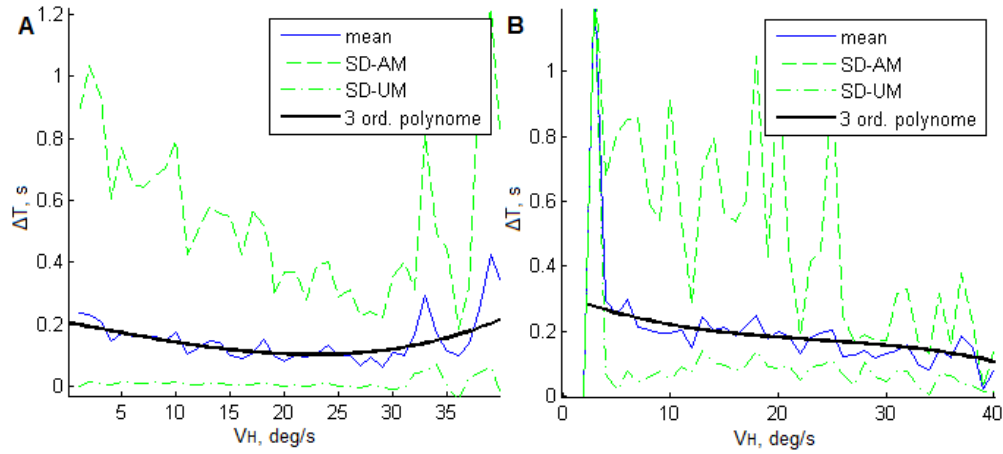 A
B
mean
SD-AM
SD-UM
3 ord. polynome
mean
SD-AM
SD-UM
3 ord. polynome
ΔT, s
1.2
1
0.8
0.6
0.4
0.2
0
5 10 15 20 25 30 35
VH, deg/s
ΔT, s
1
0.8
0.6
0.4
0.2
0
0 10 20 30 40
VH, deg/s